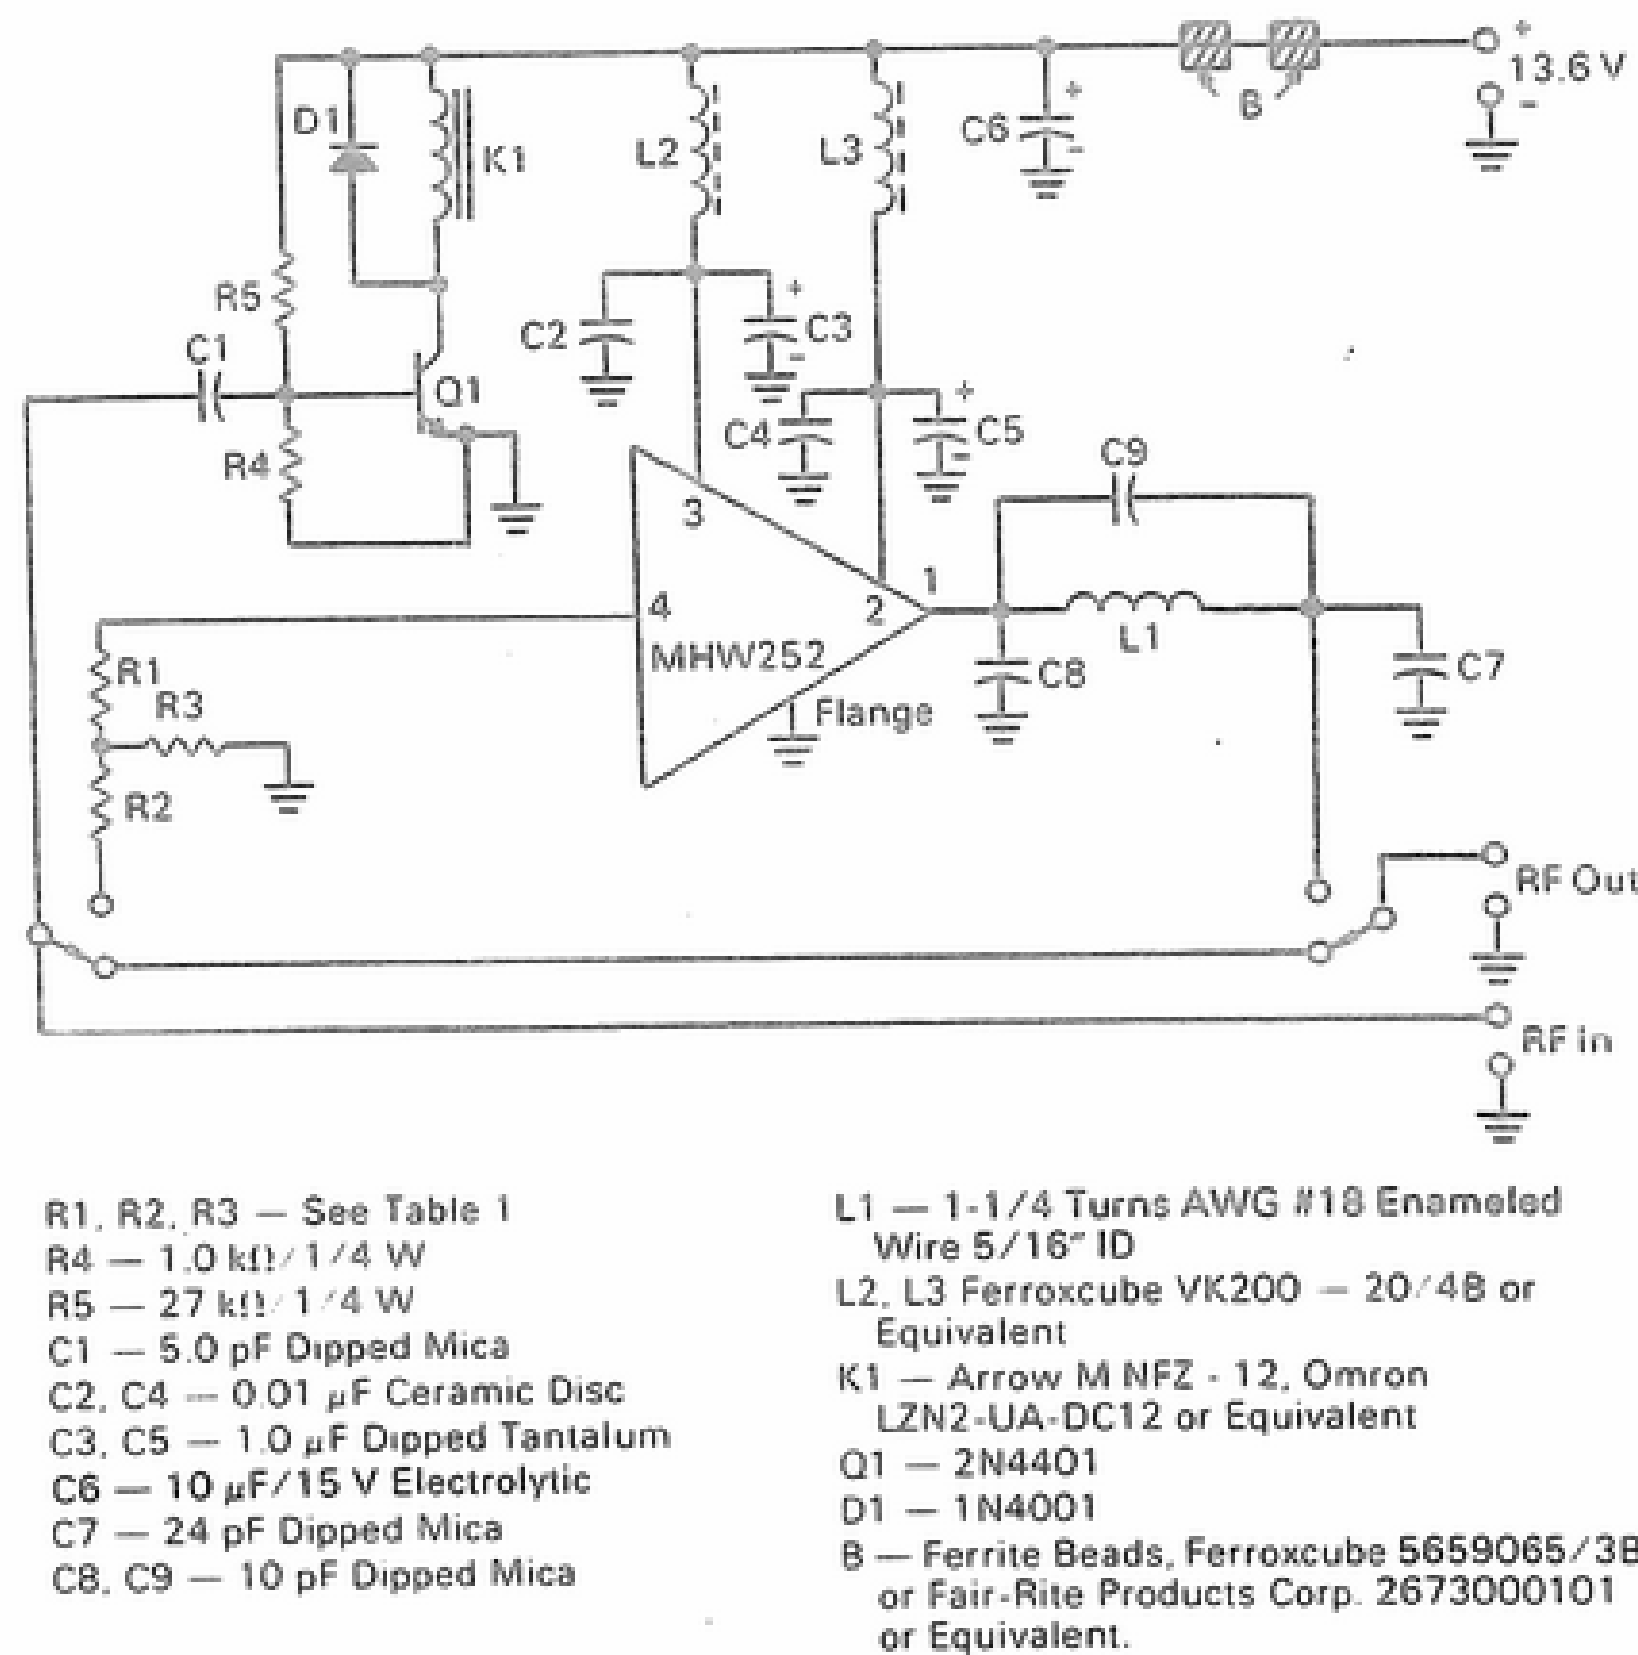 +
13.6 V
-
B
D1
K1
L2
L3
C6
+
-
R5
C1
Q1
R4
C2
+
C3
-
C4
+
C5
-
C9
3
4
2
1
MHW252
Flange
L1
C8
C7
R1
R3
R2
RF Out
RF in
R1, R2, R3 — See Table 1
R4 — 1.0 kΩ/1/4 W
R5 — 27 kΩ/1/4 W
C1 — 5.0 pF Dipped Mica
C2, C4 — 0.01 μF Ceramic Disc
C3, C5 — 1.0 μF Dipped Tantalum
C6 — 10 μF/15 V Electrolytic
C7 — 24 pF Dipped Mica
C8, C9 — 10 pF Dipped Mica
L1 — 1-1/4 Turns AWG #18 Enameled
Wire 5/16″ ID
L2, L3 Ferroxcube VK200 — 20/4B or
Equivalent
K1 — Arrow M NFZ - 12, Omron
LZN2-UA-DC12 or Equivalent
Q1 — 2N4401
D1 — 1N4001
B — Ferrite Beads, Ferroxcube 5659065/3B
or Fair-Rite Products Corp. 2673000101
or Equivalent.